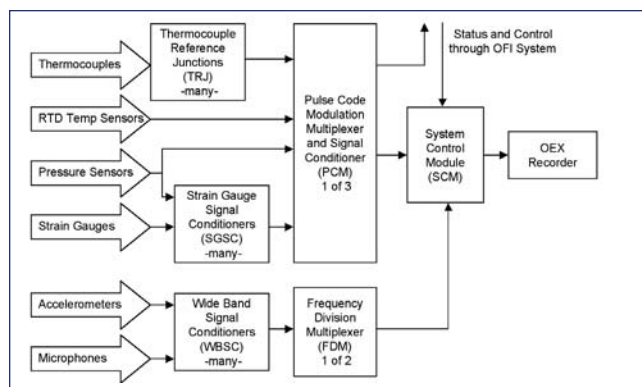 Thermocouples
Thermocouple
Reference
Junctions
(TRJ)
-many-
RTD Temp Sensors
Pressure Sensors
Strain Gauges
Strain Gauge
Signal
Conditioners
(SGSC)
-many-
Pulse Code
Modulation
Multiplexer
and Signal
Conditioner
(PCM)
1 of 3
Status and Control
through OFI System
System
Control
Module
(SCM)
OEX
Recorder
Accelerometers
Microphones
Wide Band
Signal
Conditioners
(WBSC)
-many-
Frequency
Division
Multiplexer
(FDM)
1 of 2